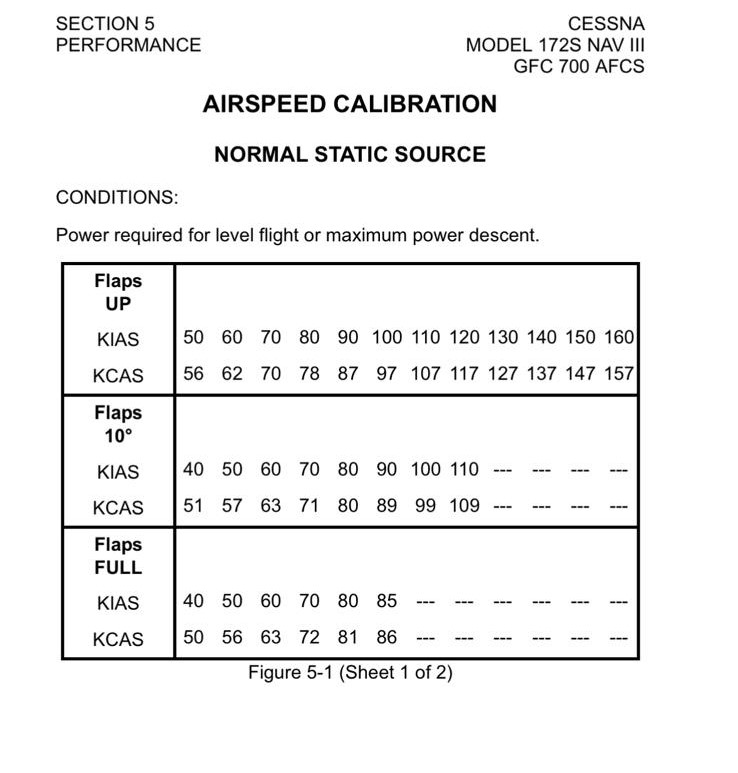 SECTION 5
PERFORMANCE
CESSNA
MODEL 172S NAV III
GFC 700 AFCS
AIRSPEED CALIBRATION
NORMAL STATIC SOURCE
CONDITIONS:
Power required for level flight or maximum power descent.
Flaps
UP
KIAS 50 60 70 80 90 100 110 120 130 140 150 160
KCAS 56 62 70 78 87 97 107 117 127 137 147 157
Flaps
10°
KIAS 40 50 60 70 80 90 100 110 --- --- --- ---
KCAS 51 57 63 71 80 89 99 109 --- --- --- ---
Flaps
FULL
KIAS 40 50 60 70 80 85 --- --- --- --- --- ---
KCAS 50 56 63 72 81 86 --- --- --- --- --- ---
Figure 5-1 (Sheet 1 of 2)